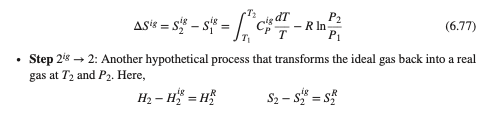 ΔS^{ig} = S_2^{ig} − S_1^{ig} = ∫_{T_1}^{T_2} C_P^{ig} dT/T − R ln P_2/P_1 (6.77)
• Step 2^{ig} → 2: Another hypothetical process that transforms the ideal gas back into a real
gas at T_2 and P_2. Here,
H_2 − H_2^{ig} = H_2^R S_2 − S_2^{ig} = S_2^R